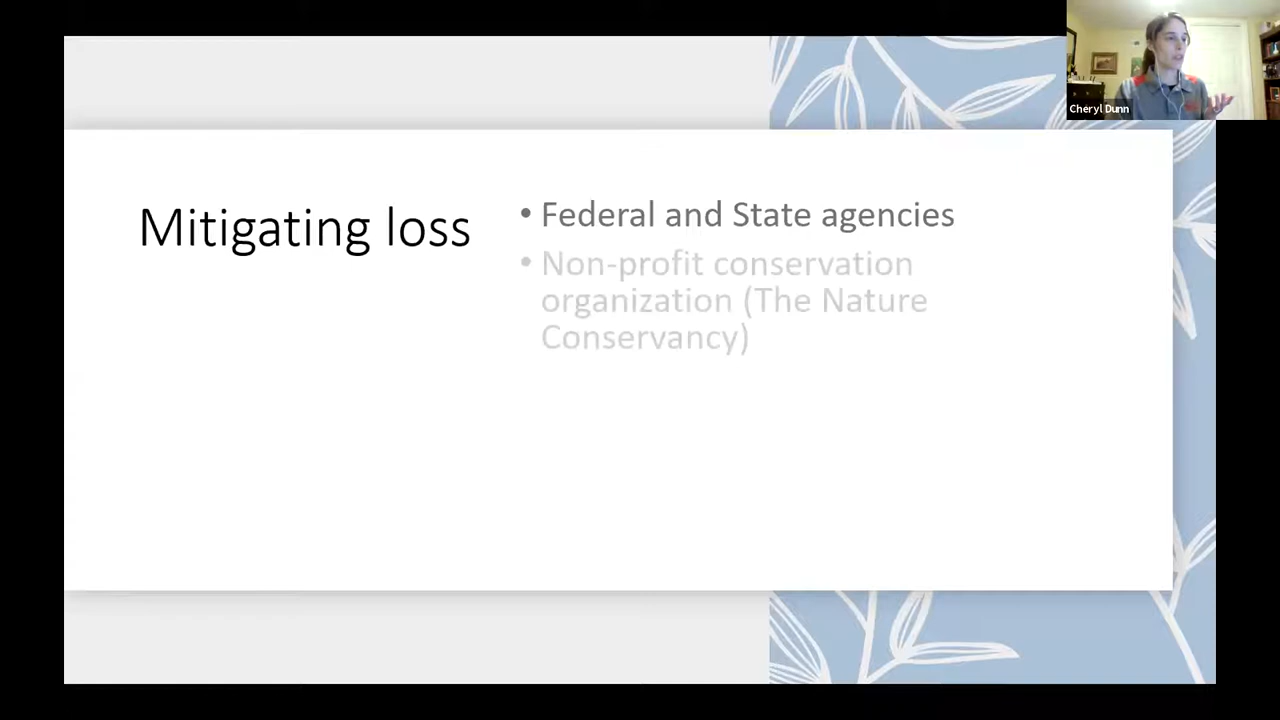 Cheryl Dunn
Mitigating loss
• Federal and State agencies
• Non-profit conservation
organization (The Nature
Conservancy)